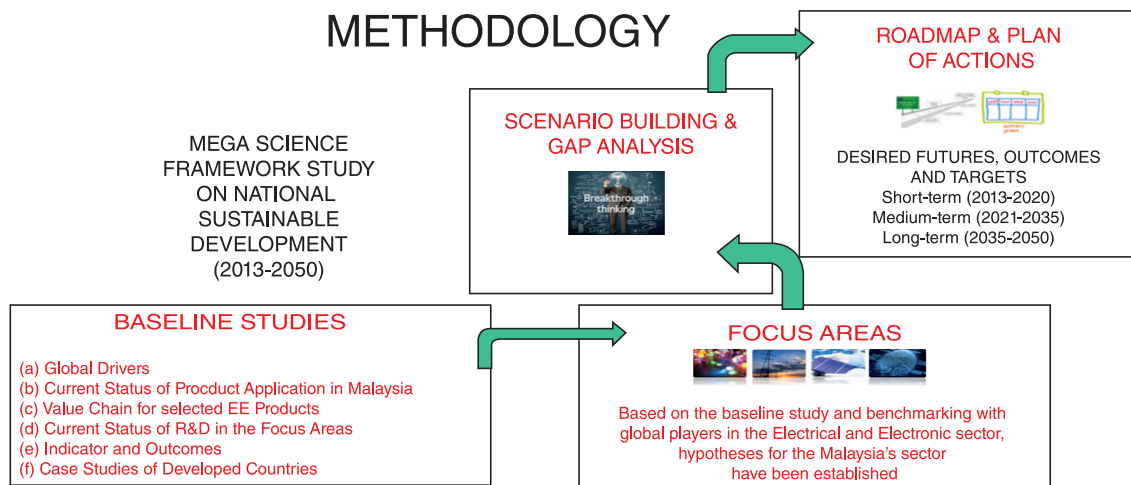 METHODOLOGY
MEGA SCIENCE
FRAMEWORK STUDY
ON NATIONAL
SUSTAINABLE
DEVELOPMENT
(2013-2050)
BASELINE STUDIES
(a) Global Drivers
(b) Current Status of Procduct Application in Malaysia
(c) Value Chain for selected EE Products
(d) Current Status of R&D in the Focus Areas
(e) Indicator and Outcomes
(f) Case Studies of Developed Countries
FOCUS AREAS
Based on the baseline study and benchmarking with
global players in the Electrical and Electronic sector,
hypotheses for the Malaysia's sector
have been established
SCENARIO BUILDING &
GAP ANALYSIS
Breakthrough
thinking
ROADMAP & PLAN
OF ACTIONS
DESIRED FUTURES, OUTCOMES
AND TARGETS
Short-term (2013-2020)
Medium-term (2021-2035)
Long-term (2035-2050)